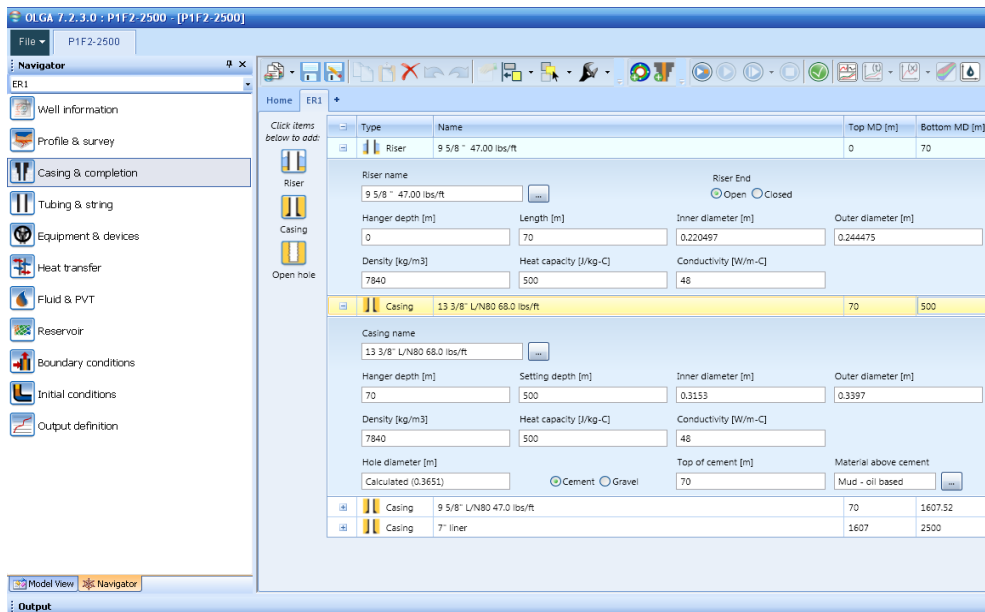 OLGA 7.2.3.0 : P1F2-2500 - [P1F2-2500]
File P1F2-2500
Navigator
ER1
Well information
Profile & survey
Casing & completion
Tubing & string
Equipment & devices
Heat transfer
Fluid & PVT
Reservoir
Boundary conditions
Initial conditions
Output definition
Model View Navigator
Output
Home ER1 +
Click items
below to add:
Riser
Casing
Open hole
Type Name Top MD [m] Bottom MD [m]
Riser 9 5/8 " 47.00 lbs/ft 0 70
Riser name Riser End
9 5/8 " 47.00 lbs/ft ... Open Closed
Hanger depth [m] Length [m] Inner diameter [m] Outer diameter [m]
0 70 0.220497 0.244475
Density [kg/m3] Heat capacity [J/kg-C] Conductivity [W/m-C]
7840 500 48
Casing 13 3/8" L/N80 68.0 lbs/ft 70 500
Casing name
13 3/8" L/N80 68.0 lbs/ft ...
Hanger depth [m] Setting depth [m] Inner diameter [m] Outer diameter [m]
70 500 0.3153 0.3397
Density [kg/m3] Heat capacity [J/kg-C] Conductivity [W/m-C]
7840 500 48
Hole diameter [m] Top of cement [m] Material above cement
Calculated (0.3651) Cement Gravel 70 Mud - oil based ...
Casing 9 5/8" L/N80 47.0 lbs/ft 70 1607.52
Casing 7" liner 1607 2500